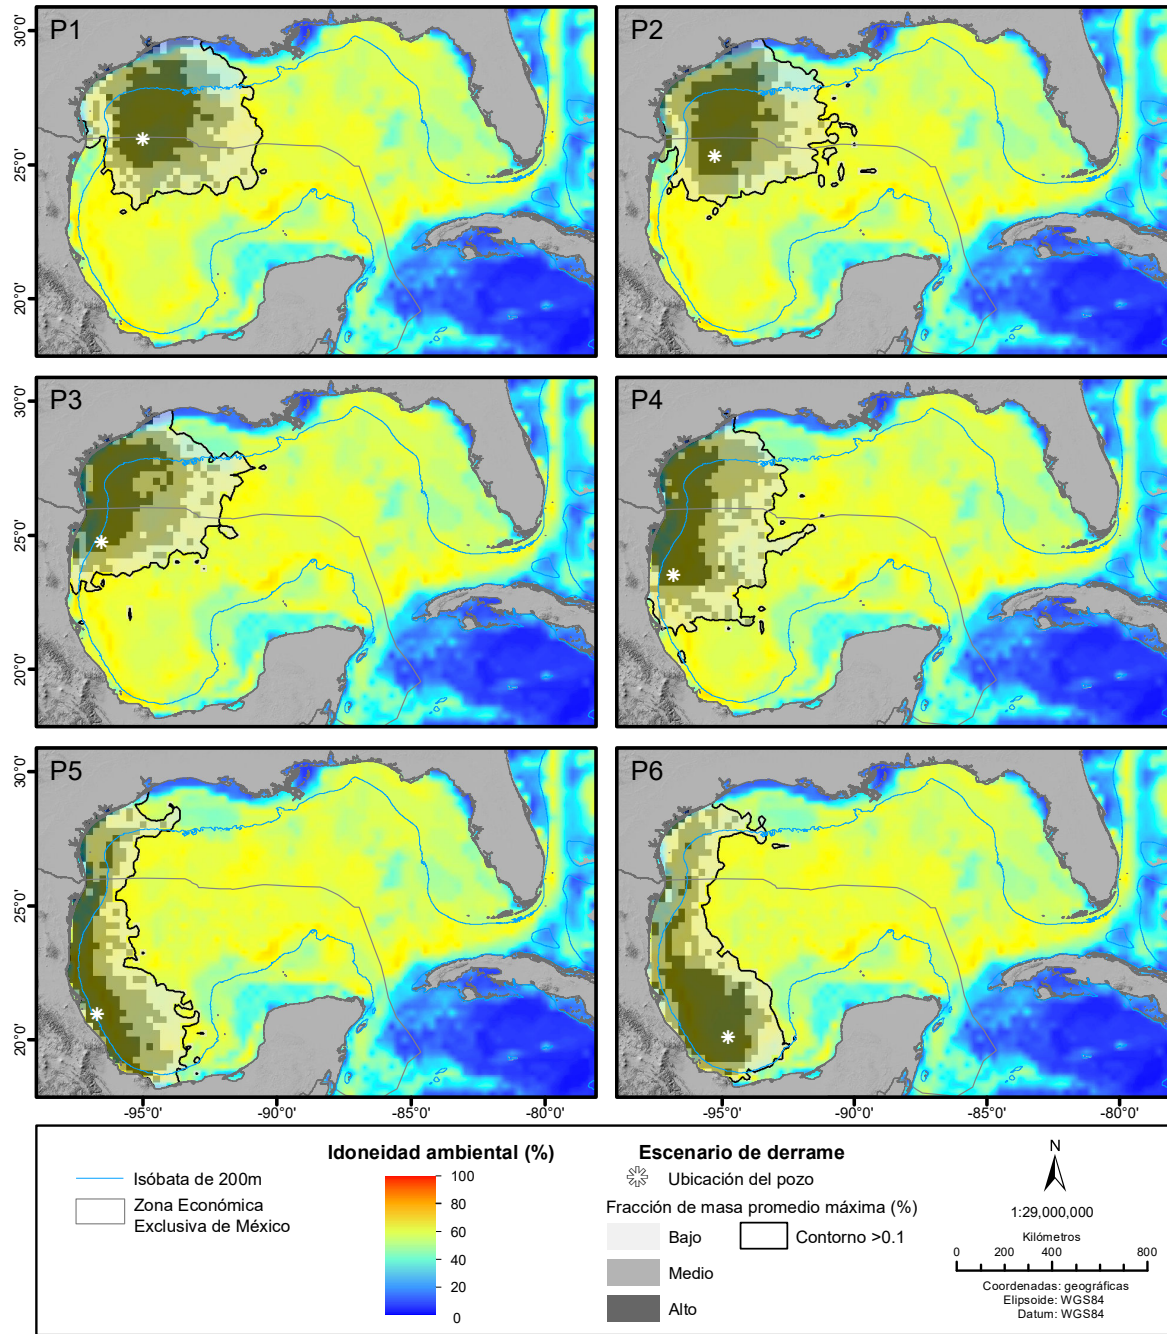 P1
P2
30°0'
25°0'
20°0'
P3
P4
30°0'
25°0'
20°0'
P5
P6
30°0'
25°0'
20°0'
-95°0'
-90°0'
-85°0'
-80°0'
-95°0'
-90°0'
-85°0'
-80°0'
Isóbata de 200m
Zona Económica
Exclusiva de México
Idoneidad ambiental (%)
100
80
60
40
20
0
Escenario de derrame
Ubicación del pozo
Fracción de masa promedio máxima (%)
Bajo
Contorno >0.1
Medio
Alto
N
1:29,000,000
Kilómetros
0 200 400 800
Coordenadas: geográficas
Elipsoide: WGS84
Datum: WGS84